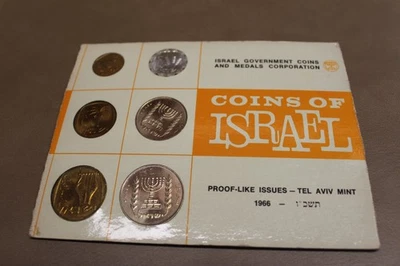 ISRAEL GOVERNMENT COINS
AND MEDALS CORPORATION
COINS OF
ISRAEL
PROOF-LIKE ISSUES — TEL AVIV MINT
1966 — תשכ"ו